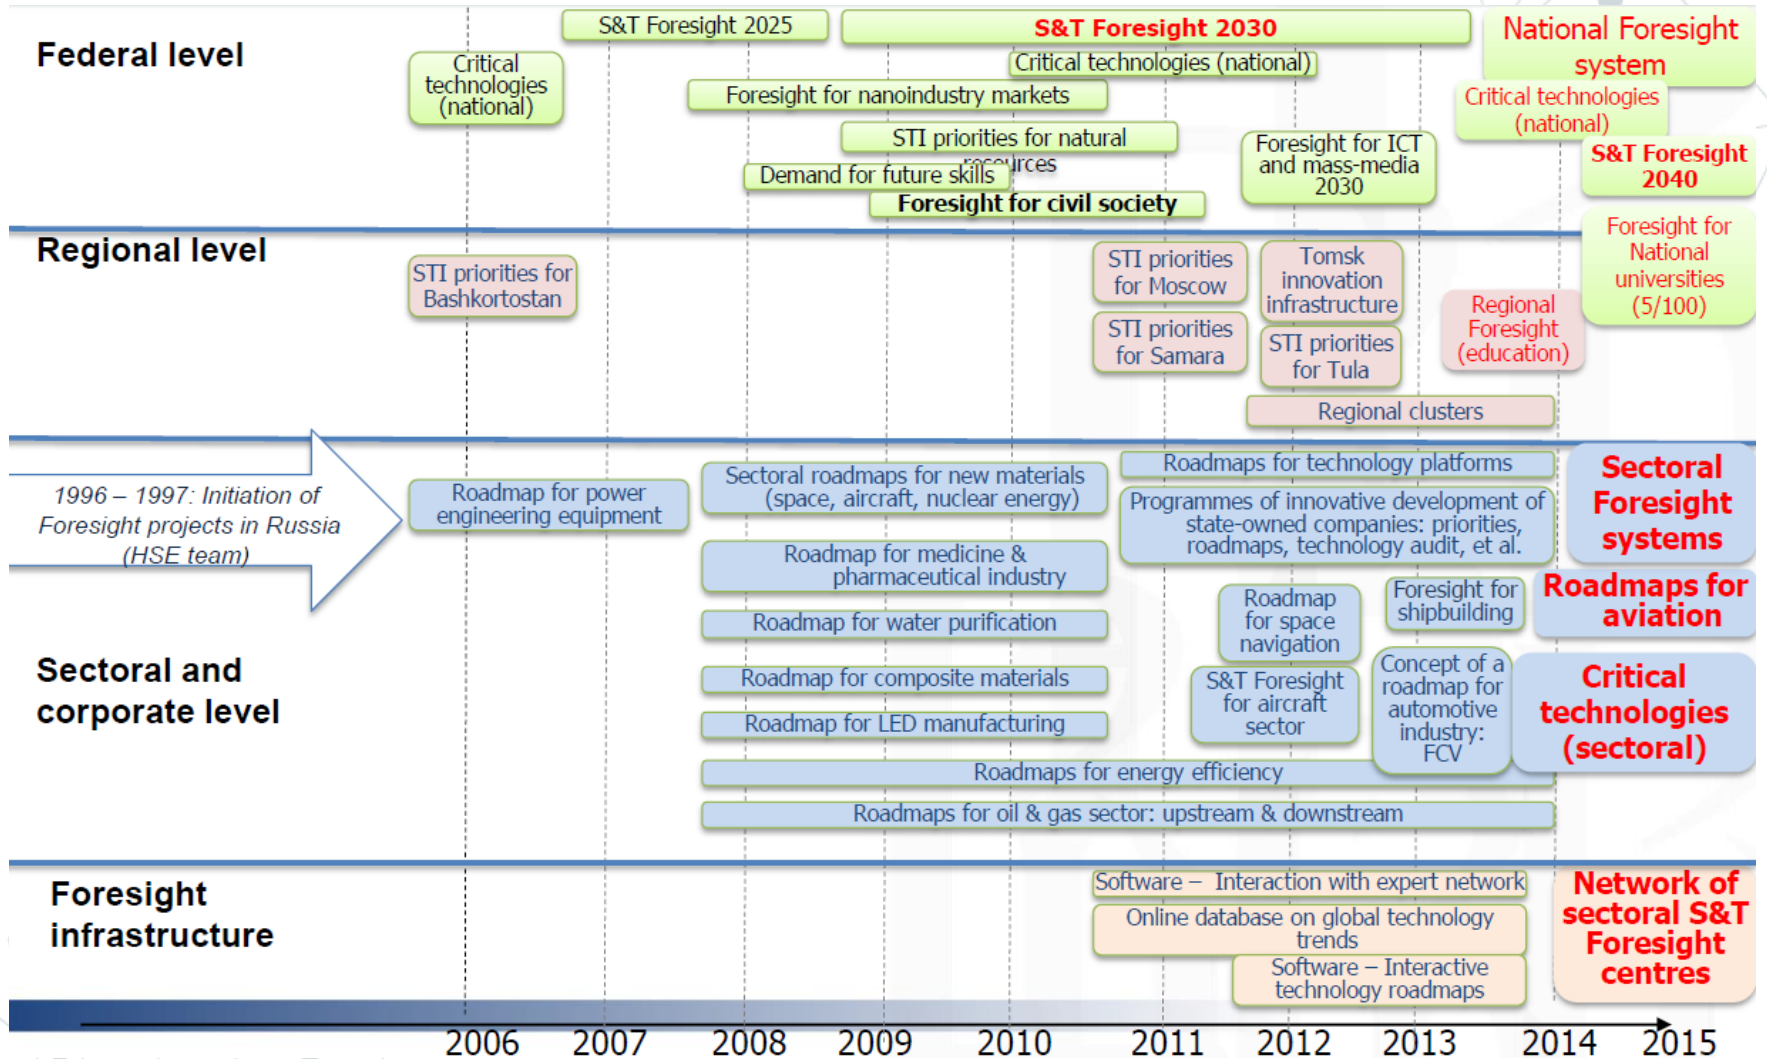 Federal level
S&T Foresight 2025
S&T Foresight 2030
National Foresight
system
Critical
technologies
(national)
Critical technologies (national)
Foresight for nanoindustry markets
Critical technologies
(national)
STI priorities for natural
resources
Foresight for ICT
and mass-media
2030
S&T Foresight
2040
Demand for future skills
Foresight for civil society
Regional level
Foresight for
National
universities
(5/100)
STI priorities for
Bashkortostan
STI priorities
for Moscow
Tomsk
innovation
infrastructure
Regional
Foresight
(education)
STI priorities
for Samara
STI priorities
for Tula
Regional clusters
1996 – 1997: Initiation of
Foresight projects in Russia
(HSE team)
Roadmap for power
engineering equipment
Sectoral roadmaps for new materials
(space, aircraft, nuclear energy)
Roadmaps for technology platforms
Programmes of innovative development of
state-owned companies: priorities,
roadmaps, technology audit, et al.
Sectoral
Foresight
systems
Roadmap for medicine &
pharmaceutical industry
Roadmap
for space
navigation
Foresight for
shipbuilding
Roadmaps for
aviation
Roadmap for water purification
Sectoral and
corporate level
Roadmap for composite materials
S&T Foresight
for aircraft
sector
Concept of a
roadmap for
automotive
industry:
FCV
Critical
technologies
(sectoral)
Roadmap for LED manufacturing
Roadmaps for energy efficiency
Roadmaps for oil & gas sector: upstream & downstream
Foresight
infrastructure
Software – Interaction with expert network
Online database on global technology
trends
Software – Interactive
technology roadmaps
Network of
sectoral S&T
Foresight
centres
2006 2007 2008 2009 2010 2011 2012 2013 2014 2015